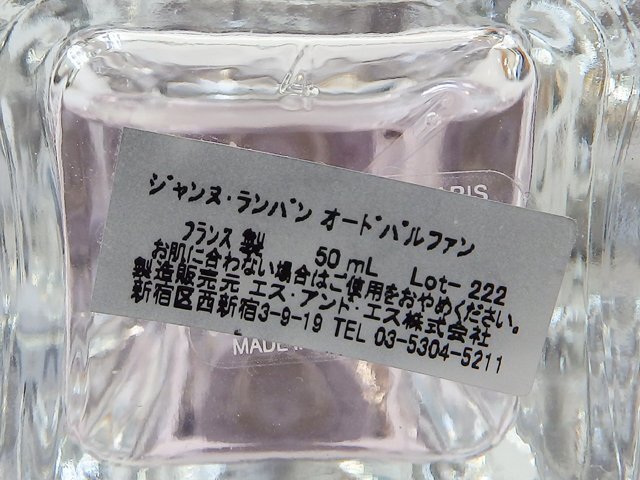 PARIS
ジャンヌ・ランバン オードパルファン
フランス 製 50 mL Lot- 222
お肌に合わない場合はご使用をおやめください。
製造販売元 エス・アンド・エス株式会社
新宿区西新宿3-9-19 TEL 03-5304-5211
MADE